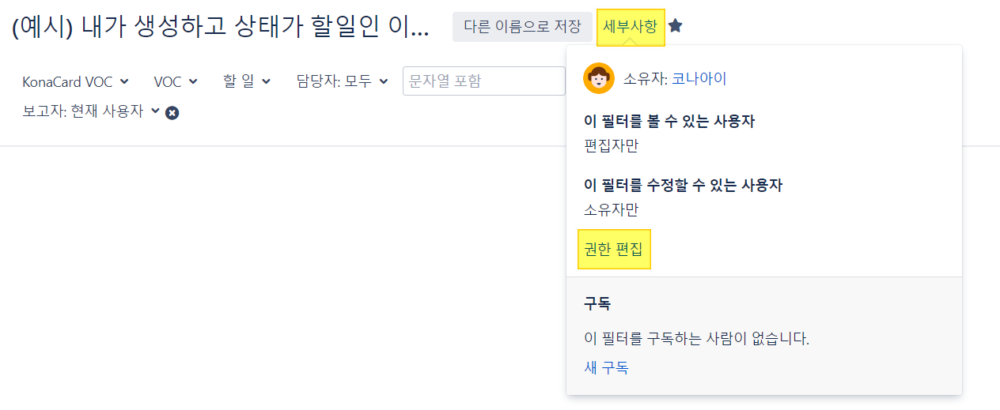 (예시) 내가 생성하고 상태가 할일인 이...
다른 이름으로 저장
세부사항
KonaCard VOC
VOC
할 일
담당자: 모두
문자열 포함
보고자: 현재 사용자
소유자: 코나아이
이 필터를 볼 수 있는 사용자
편집자만
이 필터를 수정할 수 있는 사용자
소유자만
권한 편집
구독
이 필터를 구독하는 사람이 없습니다.
새 구독